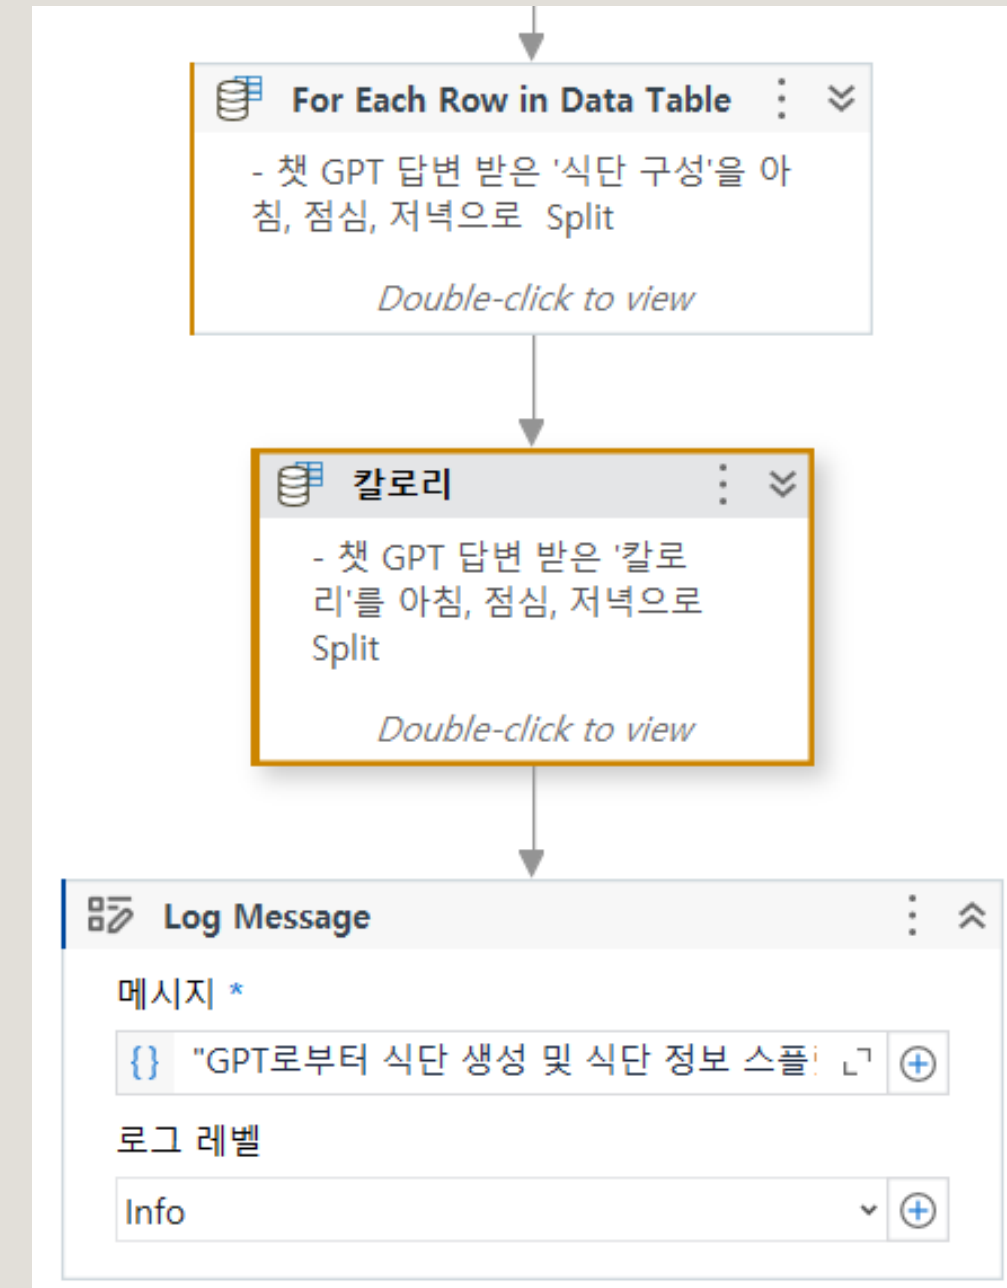 For Each Row in Data Table
- 챗 GPT 답변 받은 '식단 구성'을 아
침, 점심, 저녁으로  Split
Double-click to view
칼로리
- 챗 GPT 답변 받은 '칼로
리'를 아침, 점심, 저녁으로
Split
Double-click to view
Log Message
메시지 *
{} "GPT로부터 식단 생성 및 식단 정보 스플
로그 레벨
Info